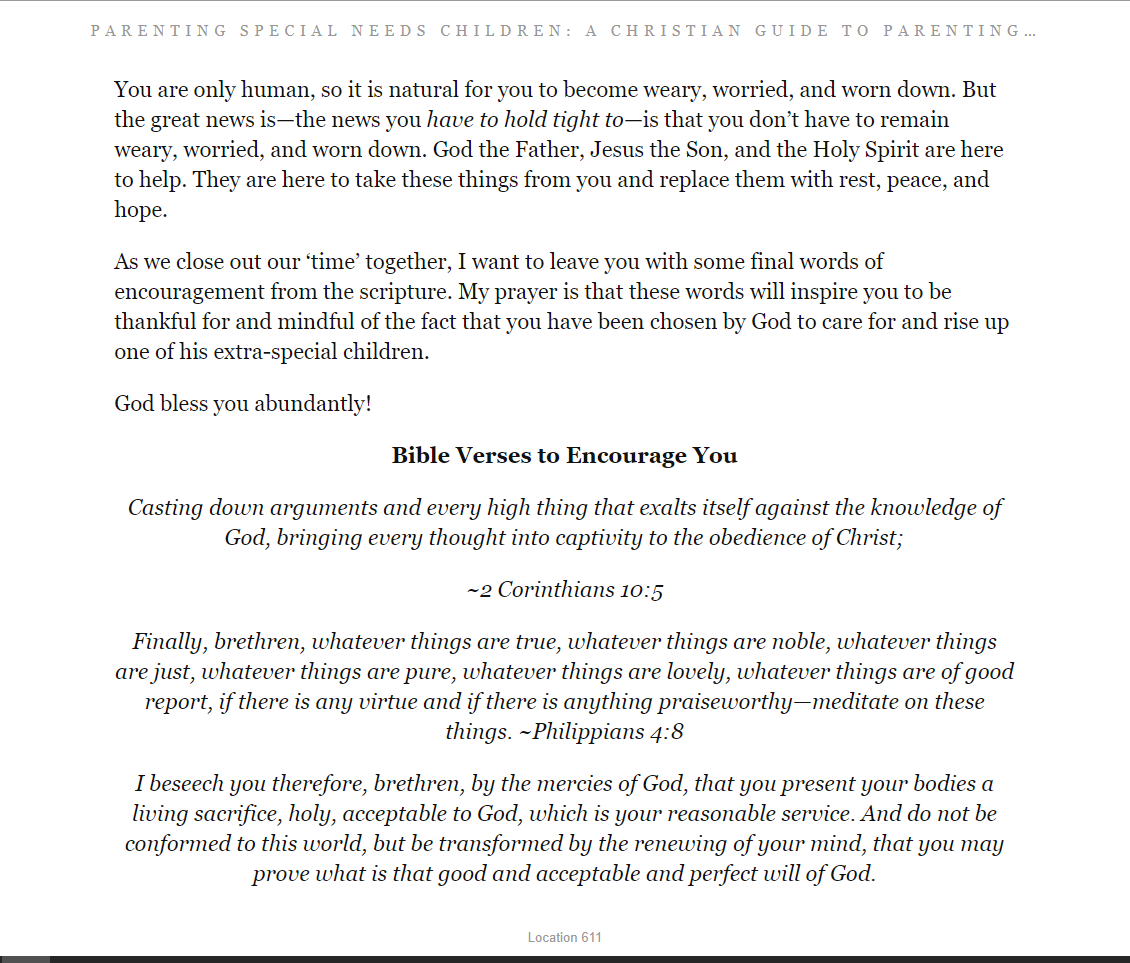 PARENTING SPECIAL NEEDS CHILDREN: A CHRISTIAN GUIDE TO PARENTING…
You are only human, so it is natural for you to become weary, worried, and worn down. But
the great news is—the news you have to hold tight to—is that you don’t have to remain
weary, worried, and worn down. God the Father, Jesus the Son, and the Holy Spirit are here
to help. They are here to take these things from you and replace them with rest, peace, and
hope.
As we close out our ‘time’ together, I want to leave you with some final words of
encouragement from the scripture. My prayer is that these words will inspire you to be
thankful for and mindful of the fact that you have been chosen by God to care for and rise up
one of his extra-special children.
God bless you abundantly!
Bible Verses to Encourage You
Casting down arguments and every high thing that exalts itself against the knowledge of
God, bringing every thought into captivity to the obedience of Christ;
~2 Corinthians 10:5
Finally, brethren, whatever things are true, whatever things are noble, whatever things
are just, whatever things are pure, whatever things are lovely, whatever things are of good
report, if there is any virtue and if there is anything praiseworthy—meditate on these
things. ~Philippians 4:8
I beseech you therefore, brethren, by the mercies of God, that you present your bodies a
living sacrifice, holy, acceptable to God, which is your reasonable service. And do not be
conformed to this world, but be transformed by the renewing of your mind, that you may
prove what is that good and acceptable and perfect will of God.
Location 611